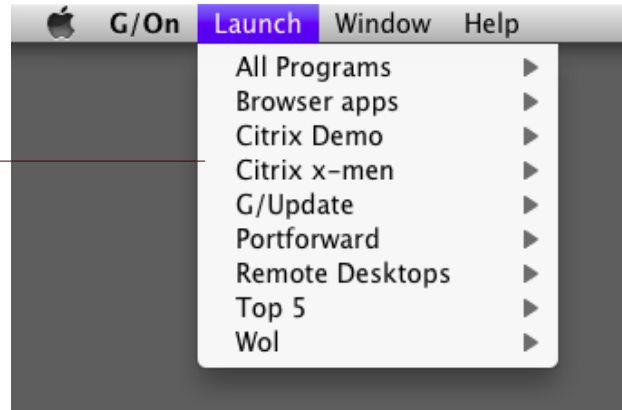 G/On Launch Window Help
All Programs
Browser apps
Citrix Demo
Citrix x-men
G/Update
Portforward
Remote Desktops
Top 5
Wol